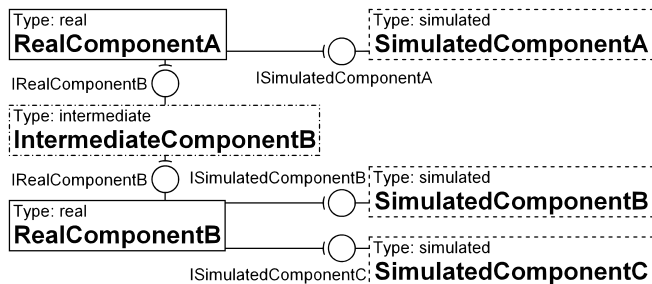 Type: real
RealComponentA
Type: simulated
SimulatedComponentA
IRealComponentB
ISimulatedComponentA
Type: intermediate
IntermediateComponentB
IRealComponentB
ISimulatedComponentB
Type: simulated
SimulatedComponentB
Type: real
RealComponentB
Type: simulated
SimulatedComponentC
ISimulatedComponentC